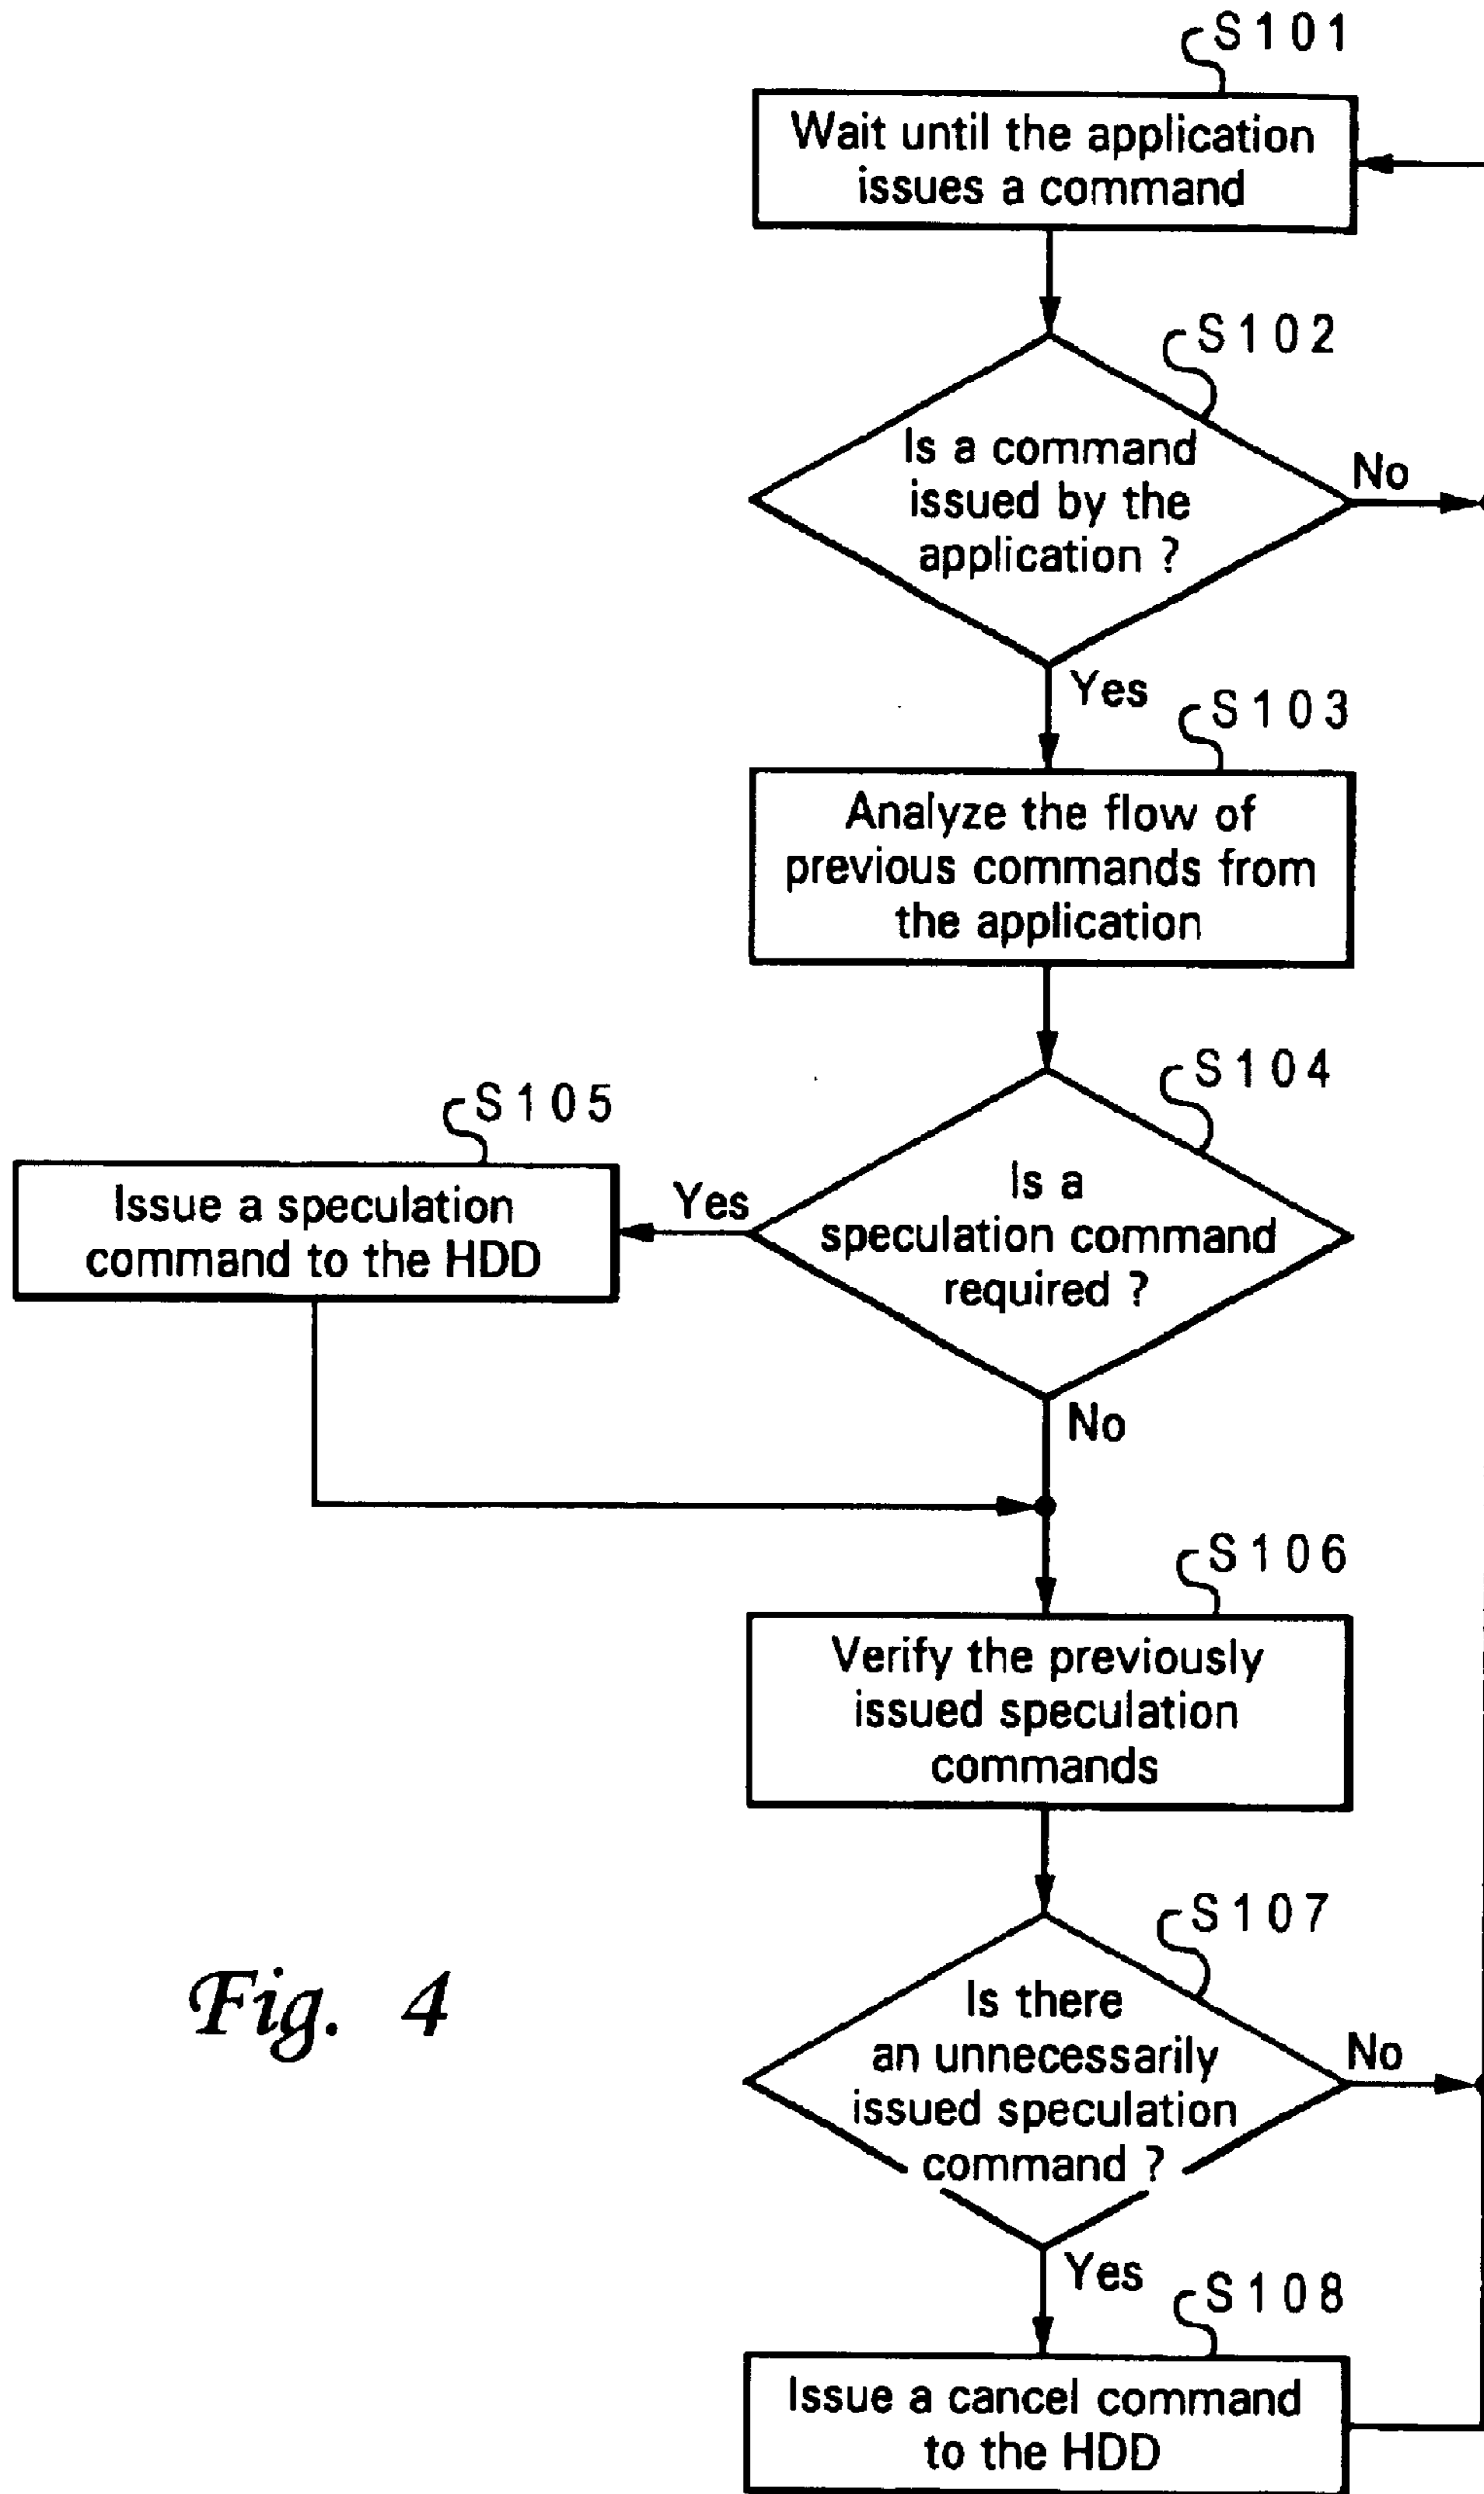 S101
Wait until the application
issues a command
S102
Is a command
issued by the
application ?
No
Yes
S103
Analyze the flow of
previous commands from
the application
S104
Is a
speculation command
required ?
Yes
S105
Issue a speculation
command to the HDD
No
S106
Verify the previously
issued speculation
commands
S107
Is there
an unnecessarily
issued speculation
command ?
No
Yes
S108
Issue a cancel command
to the HDD
Fig. 4